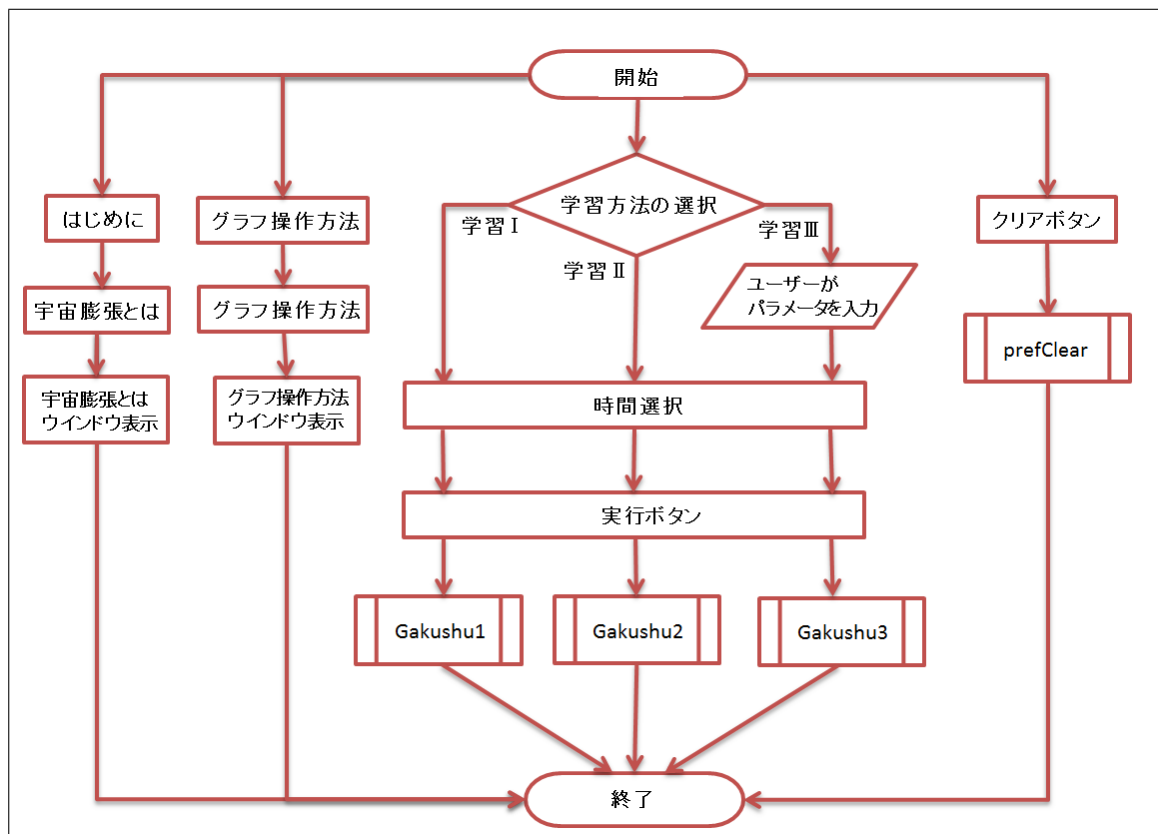 開始
学習方法の選択
学習Ⅰ
学習Ⅱ
学習Ⅲ
はじめに
グラフ操作方法
クリアボタン
ユーザーが
パラメータを入力
宇宙膨張とは
グラフ操作方法
prefClear
宇宙膨張とは
ウインドウ表示
グラフ操作方法
ウインドウ表示
時間選択
実行ボタン
Gakushu1
Gakushu2
Gakushu3
終了